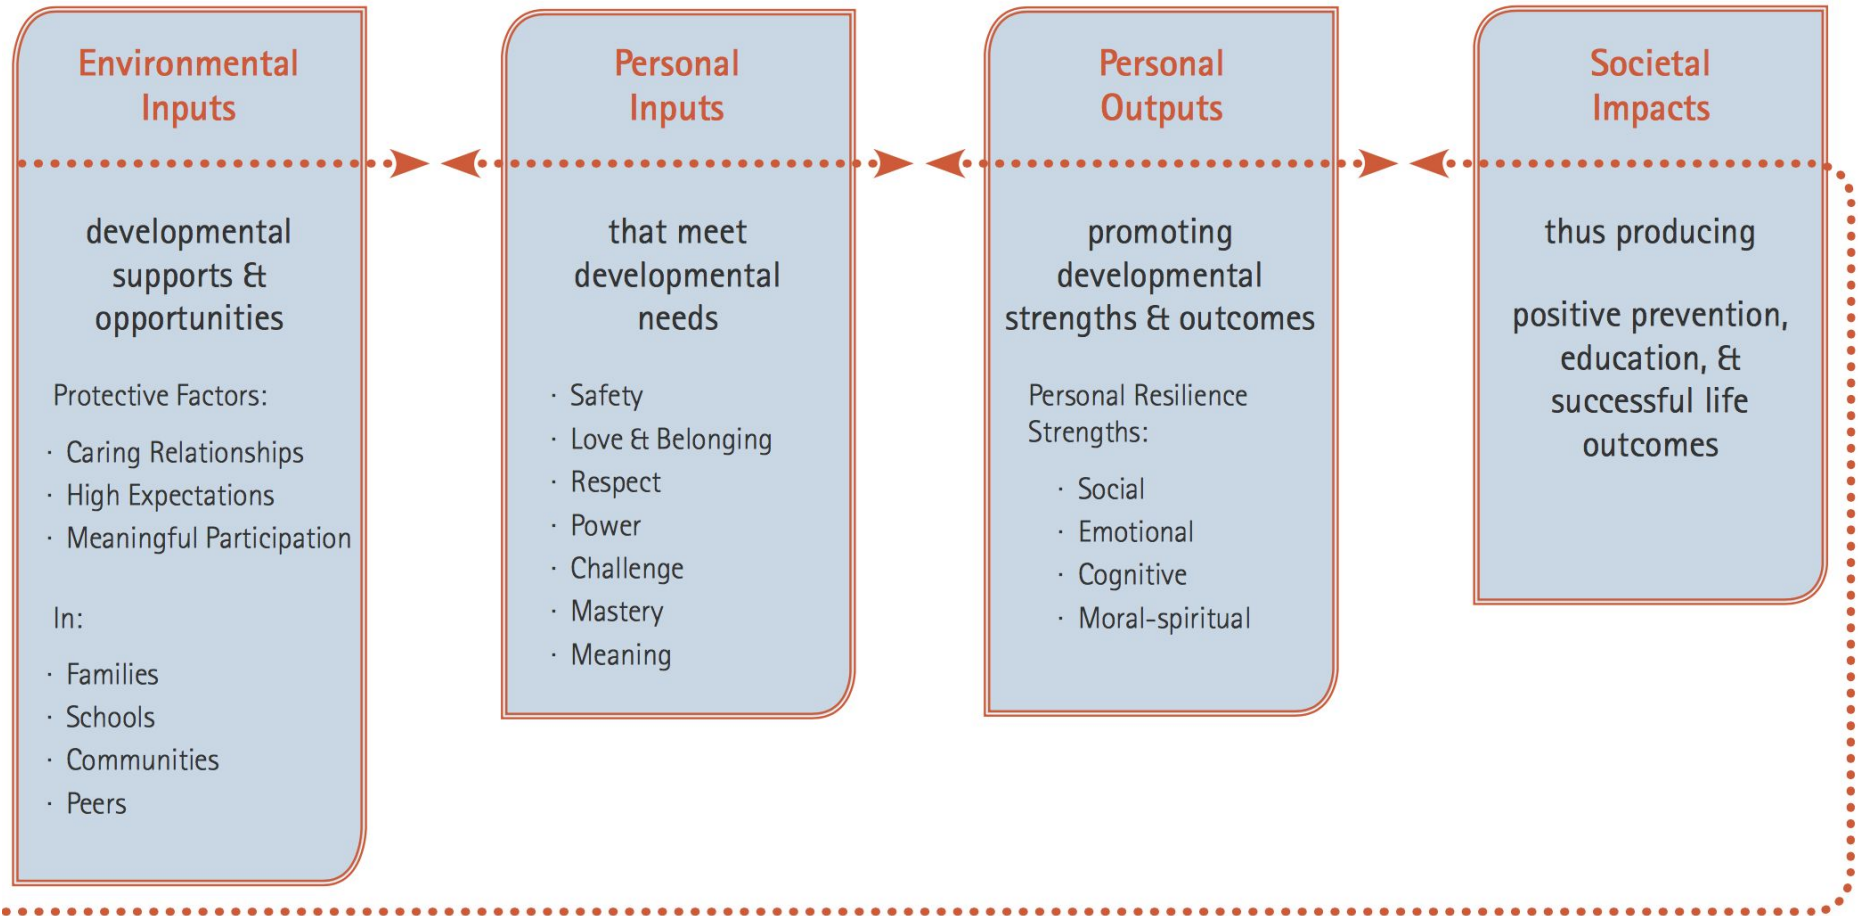 Environmental
Inputs
developmental
supports &
opportunities
Protective Factors:
· Caring Relationships
· High Expectations
· Meaningful Participation
In:
· Families
· Schools
· Communities
· Peers
Personal
Inputs
that meet
developmental
needs
· Safety
· Love & Belonging
· Respect
· Power
· Challenge
· Mastery
· Meaning
Personal
Outputs
promoting
developmental
strengths & outcomes
Personal Resilience
Strengths:
· Social
· Emotional
· Cognitive
· Moral-spiritual
Societal
Impacts
thus producing
positive prevention,
education, &
successful life
outcomes